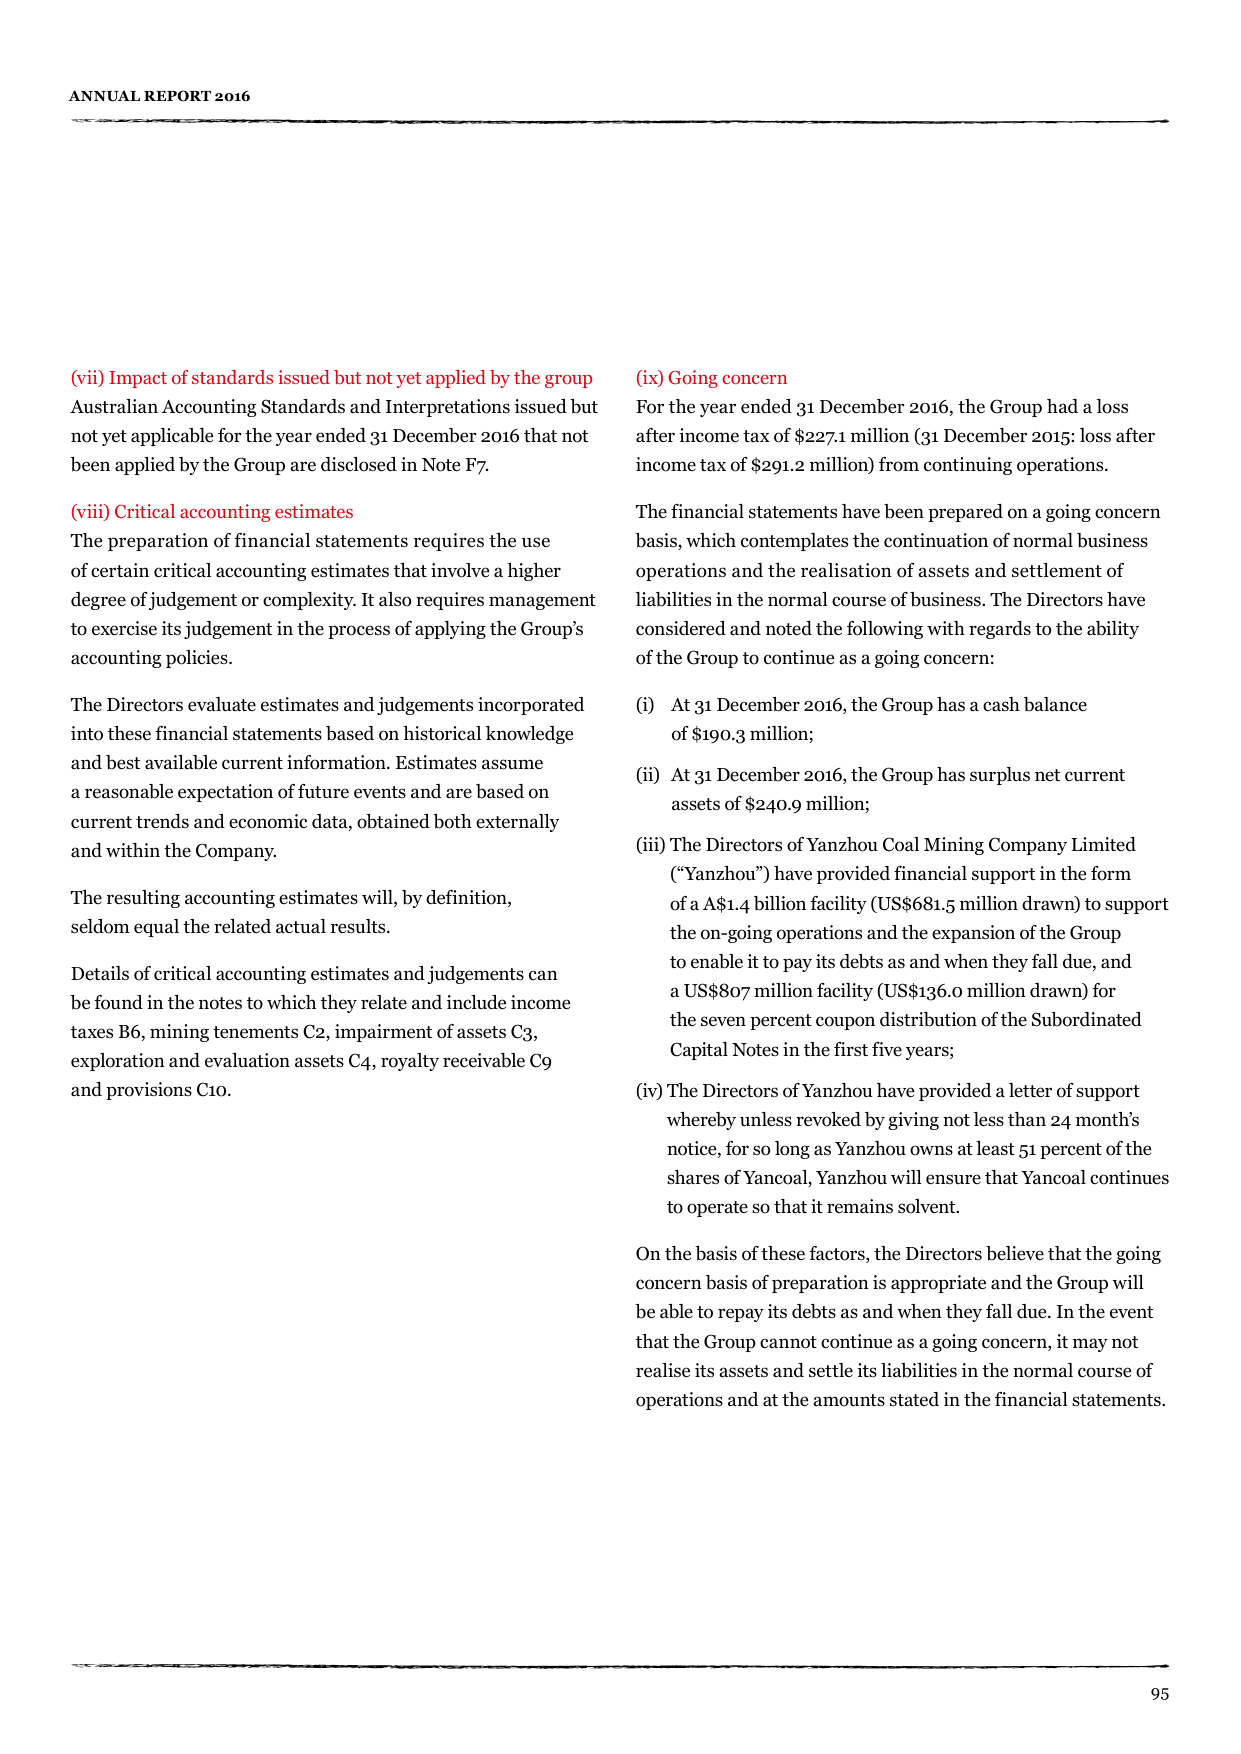 ANNUAL REPORT 2016
(vii) Impact of standards issued but not yet applied by the group
Australian Accounting Standards and Interpretations issued but
not yet applicable for the year ended 31 December 2016 that not
been applied by the Group are disclosed in Note F7.
(viii) Critical accounting estimates
The preparation of financial statements requires the use
of certain critical accounting estimates that involve a higher
degree of judgement or complexity. It also requires management
to exercise its judgement in the process of applying the Group’s
accounting policies.
The Directors evaluate estimates and judgements incorporated
into these financial statements based on historical knowledge
and best available current information. Estimates assume
a reasonable expectation of future events and are based on
current trends and economic data, obtained both externally
and within the Company.
The resulting accounting estimates will, by definition,
seldom equal the related actual results.
Details of critical accounting estimates and judgements can
be found in the notes to which they relate and include income
taxes B6, mining tenements C2, impairment of assets C3,
exploration and evaluation assets C4, royalty receivable C9
and provisions C10.
(ix) Going concern
For the year ended 31 December 2016, the Group had a loss
after income tax of $227.1 million (31 December 2015: loss after
income tax of $291.2 million) from continuing operations.
The financial statements have been prepared on a going concern
basis, which contemplates the continuation of normal business
operations and the realisation of assets and settlement of
liabilities in the normal course of business. The Directors have
considered and noted the following with regards to the ability
of the Group to continue as a going concern:
(i) At 31 December 2016, the Group has a cash balance
of $190.3 million;
(ii) At 31 December 2016, the Group has surplus net current
assets of $240.9 million;
(iii) The Directors of Yanzhou Coal Mining Company Limited
(“Yanzhou”) have provided financial support in the form
of a A$1.4 billion facility (US$681.5 million drawn) to support
the on-going operations and the expansion of the Group
to enable it to pay its debts as and when they fall due, and
a US$807 million facility (US$136.0 million drawn) for
the seven percent coupon distribution of the Subordinated
Capital Notes in the first five years;
(iv) The Directors of Yanzhou have provided a letter of support
whereby unless revoked by giving not less than 24 month’s
notice, for so long as Yanzhou owns at least 51 percent of the
shares of Yancoal, Yanzhou will ensure that Yancoal continues
to operate so that it remains solvent.
On the basis of these factors, the Directors believe that the going
concern basis of preparation is appropriate and the Group will
be able to repay its debts as and when they fall due. In the event
that the Group cannot continue as a going concern, it may not
realise its assets and settle its liabilities in the normal course of
operations and at the amounts stated in the financial statements.
95